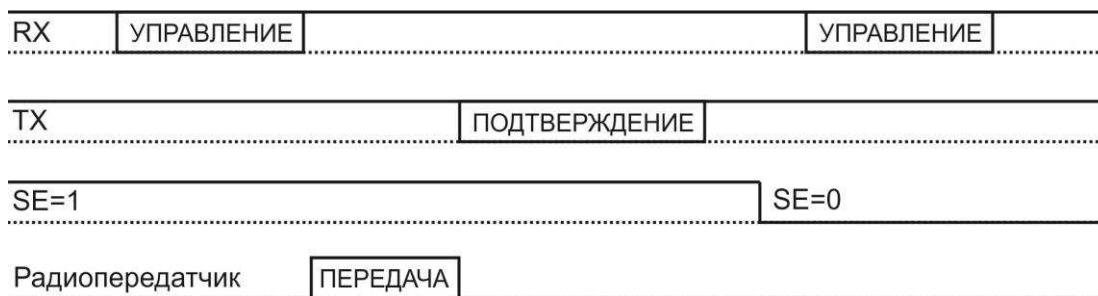 RX УПРАВЛЕНИЕ УПРАВЛЕНИЕ
TX ПОДТВЕРЖДЕНИЕ
SE=1 SE=0
Радиопередатчик ПЕРЕДАЧА